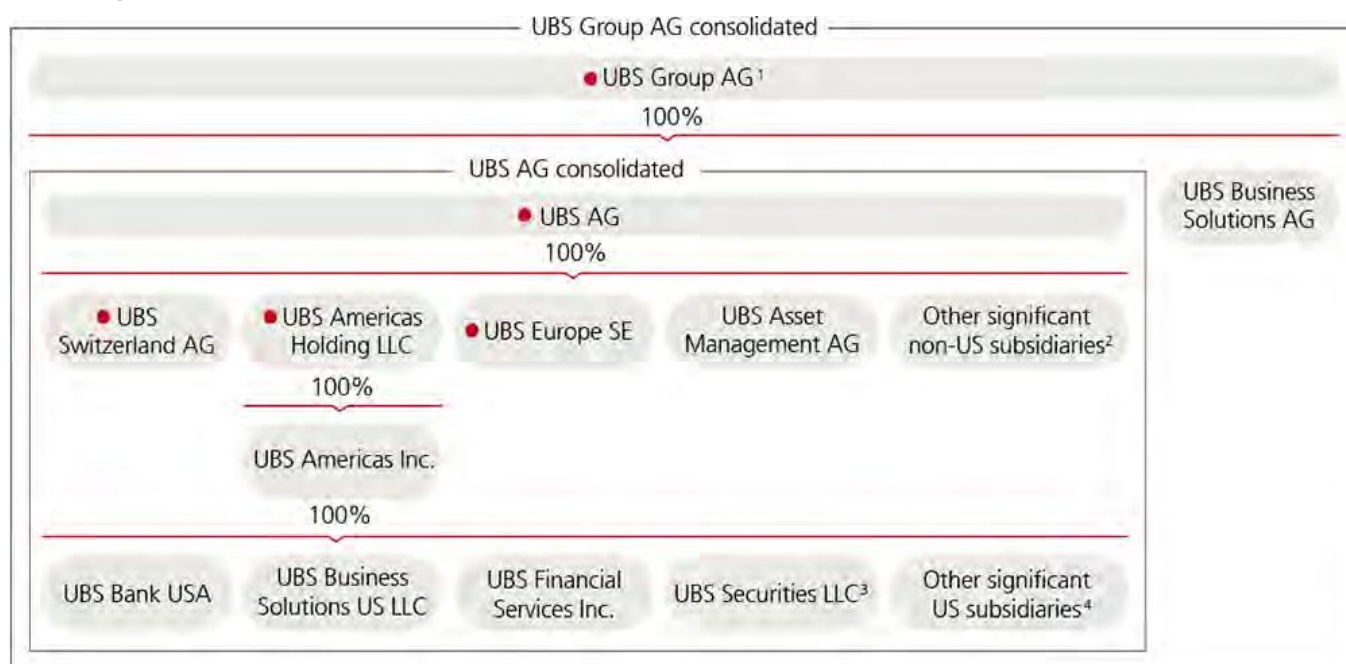 UBS Group AG consolidated
● UBS Group AG¹
100%
UBS AG consolidated
UBS Business
Solutions AG
● UBS AG
100%
● UBS
Switzerland AG
● UBS Americas
Holding LLC
● UBS Europe SE
UBS Asset
Management AG
Other significant
non-US subsidiaries²
100%
UBS Americas Inc.
100%
UBS Bank USA
UBS Business
Solutions US LLC
UBS Financial
Services Inc.
UBS Securities LLC³
Other significant
US subsidiaries⁴